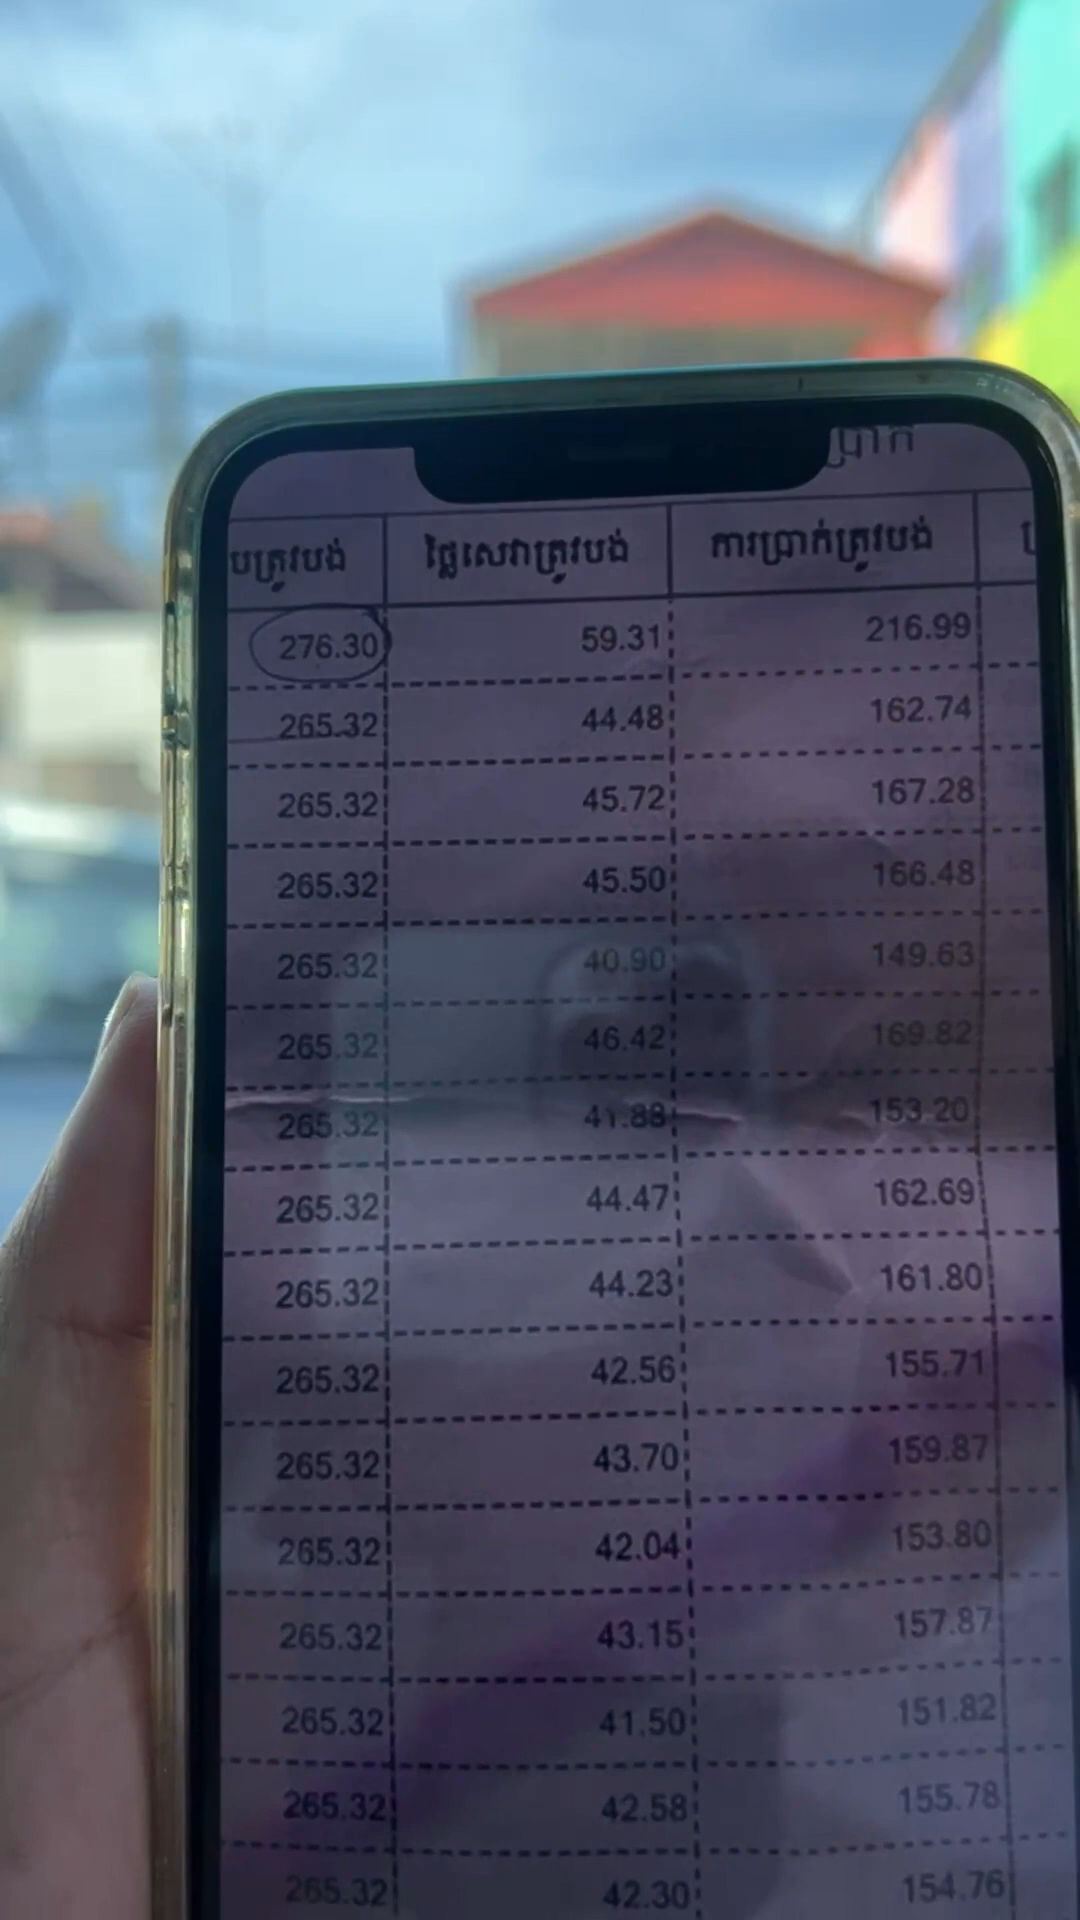 ប្រាក់
បត្រូវបង់ ផ្លៃសេវាត្រូវបង់ ការប្រាក់ត្រូវបង់
276.30 59.31 216.99
265.32 44.48 162.74
265.32 45.72 167.28
265.32 45.50 166.48
265.32 40.90 149.63
265.32 46.42 169.82
265.32 41.88 153.20
265.32 44.47 162.69
265.32 44.23 161.80
265.32 42.56 155.71
265.32 43.70 159.87
265.32 42.04 153.80
265.32 43.15 157.87
265.32 41.50 151.82
265.32 42.58 155.78
265.32 42.30 154.76